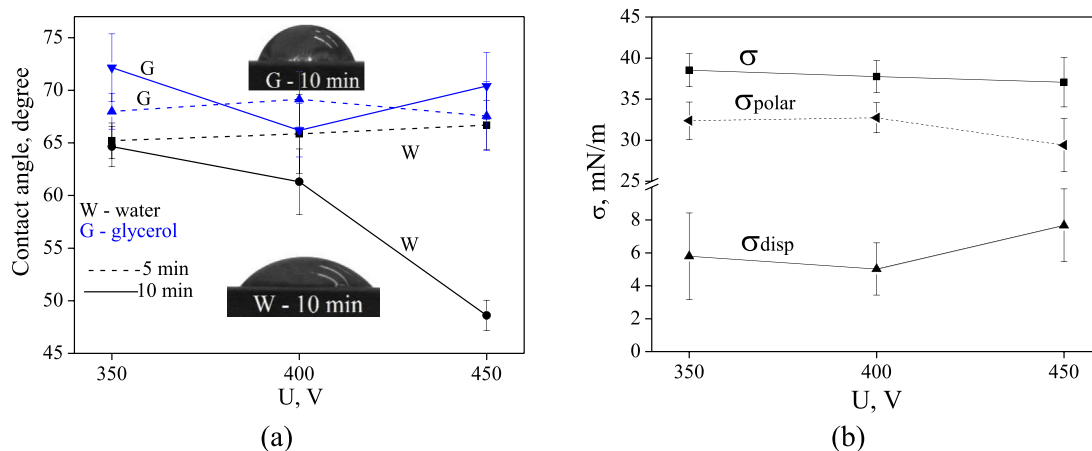 Contact angle, degree
75
70
65
60
55
50
45
G
G
G - 10 min
W
W - water
G - glycerol
W
5 min
10 min
W - 10 min
350
400
450
U, V
(a)
σ, mN/m
45
40
35
30
25
8
6
4
2
0
σ
σpolar
σdisp
350
400
450
U, V
(b)